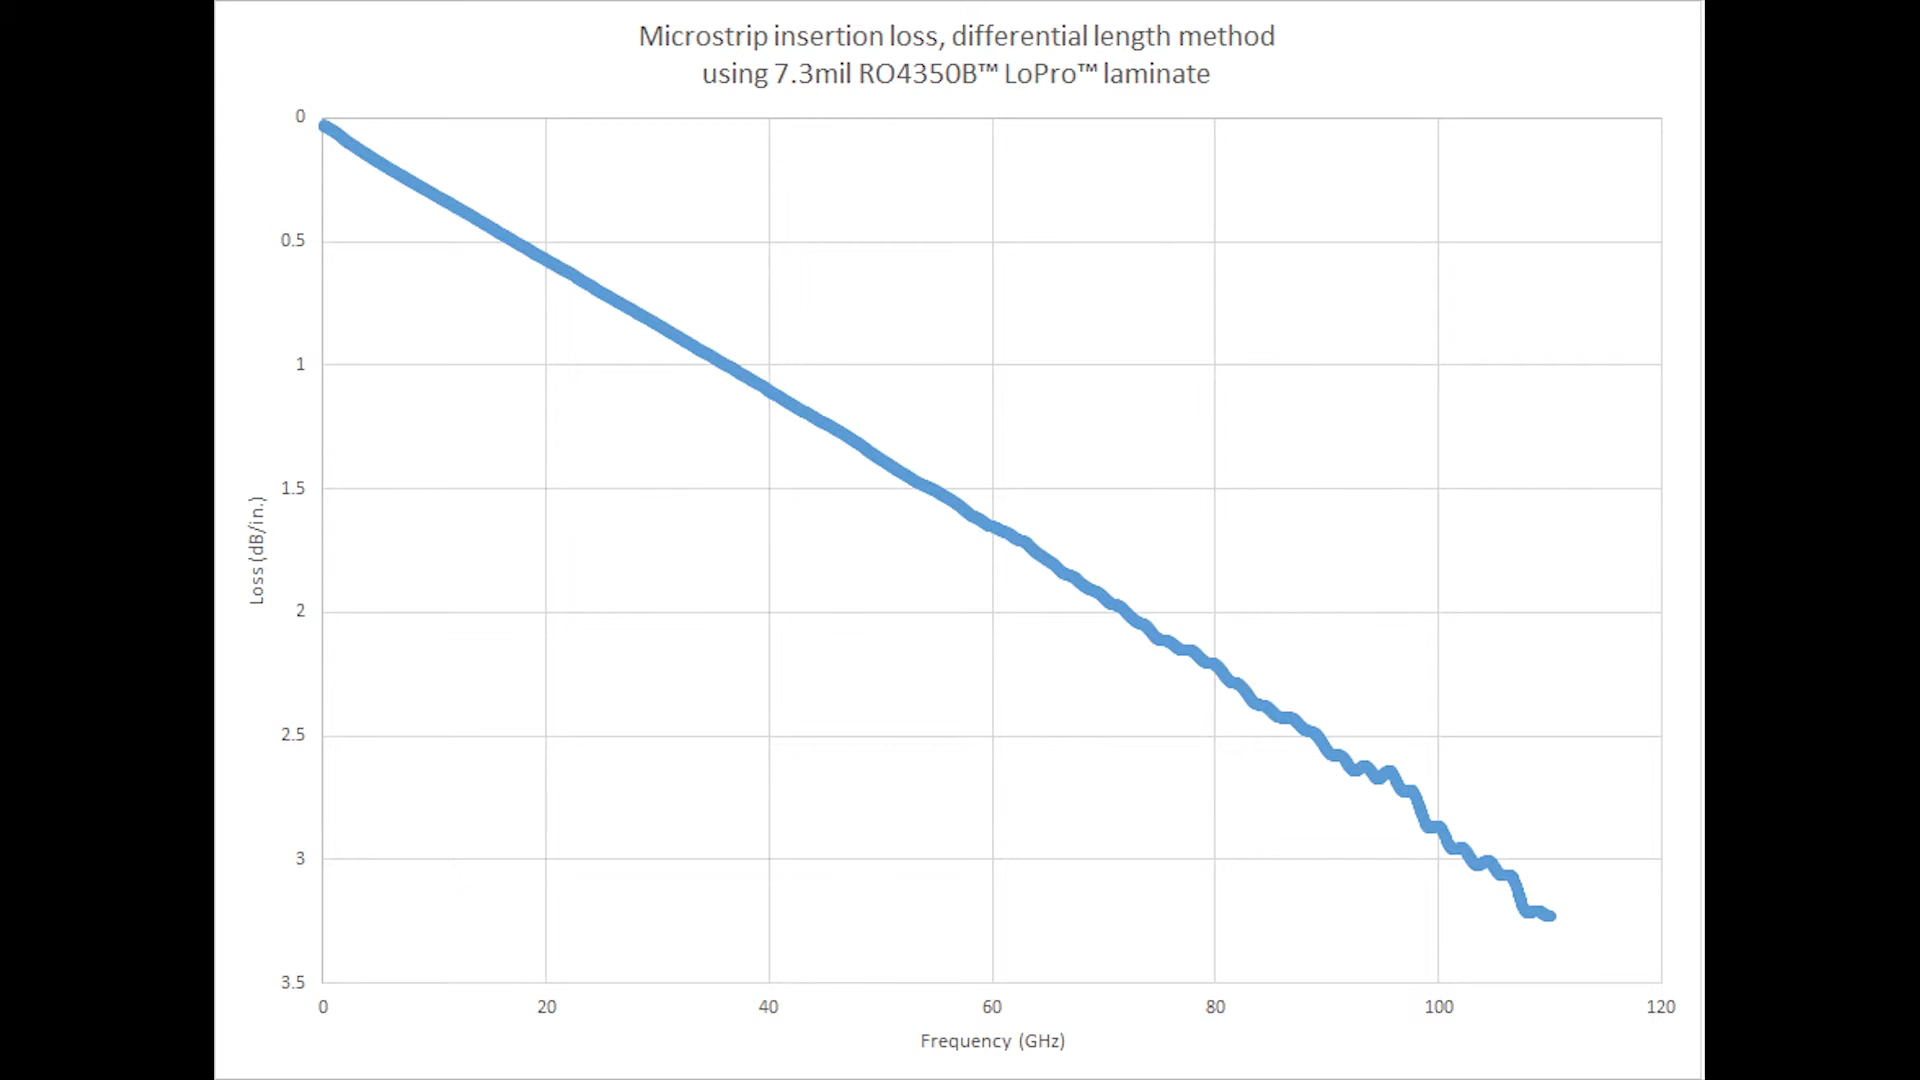 Microstrip insertion loss, differential length method
using 7.3mil RO4350B™ LoPro™ laminate
0
0.5
1
1.5
2
2.5
3
3.5
Loss (dB/in.)
0 20 40 60 80 100 120
Frequency (GHz)